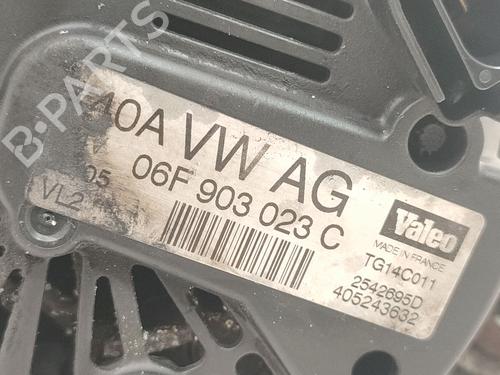 B-PARTS
40A VW AG
05 06F 903 023 C
VL2
Valeo
MADE IN FRANCE
TG14C011
2542695D
405243632